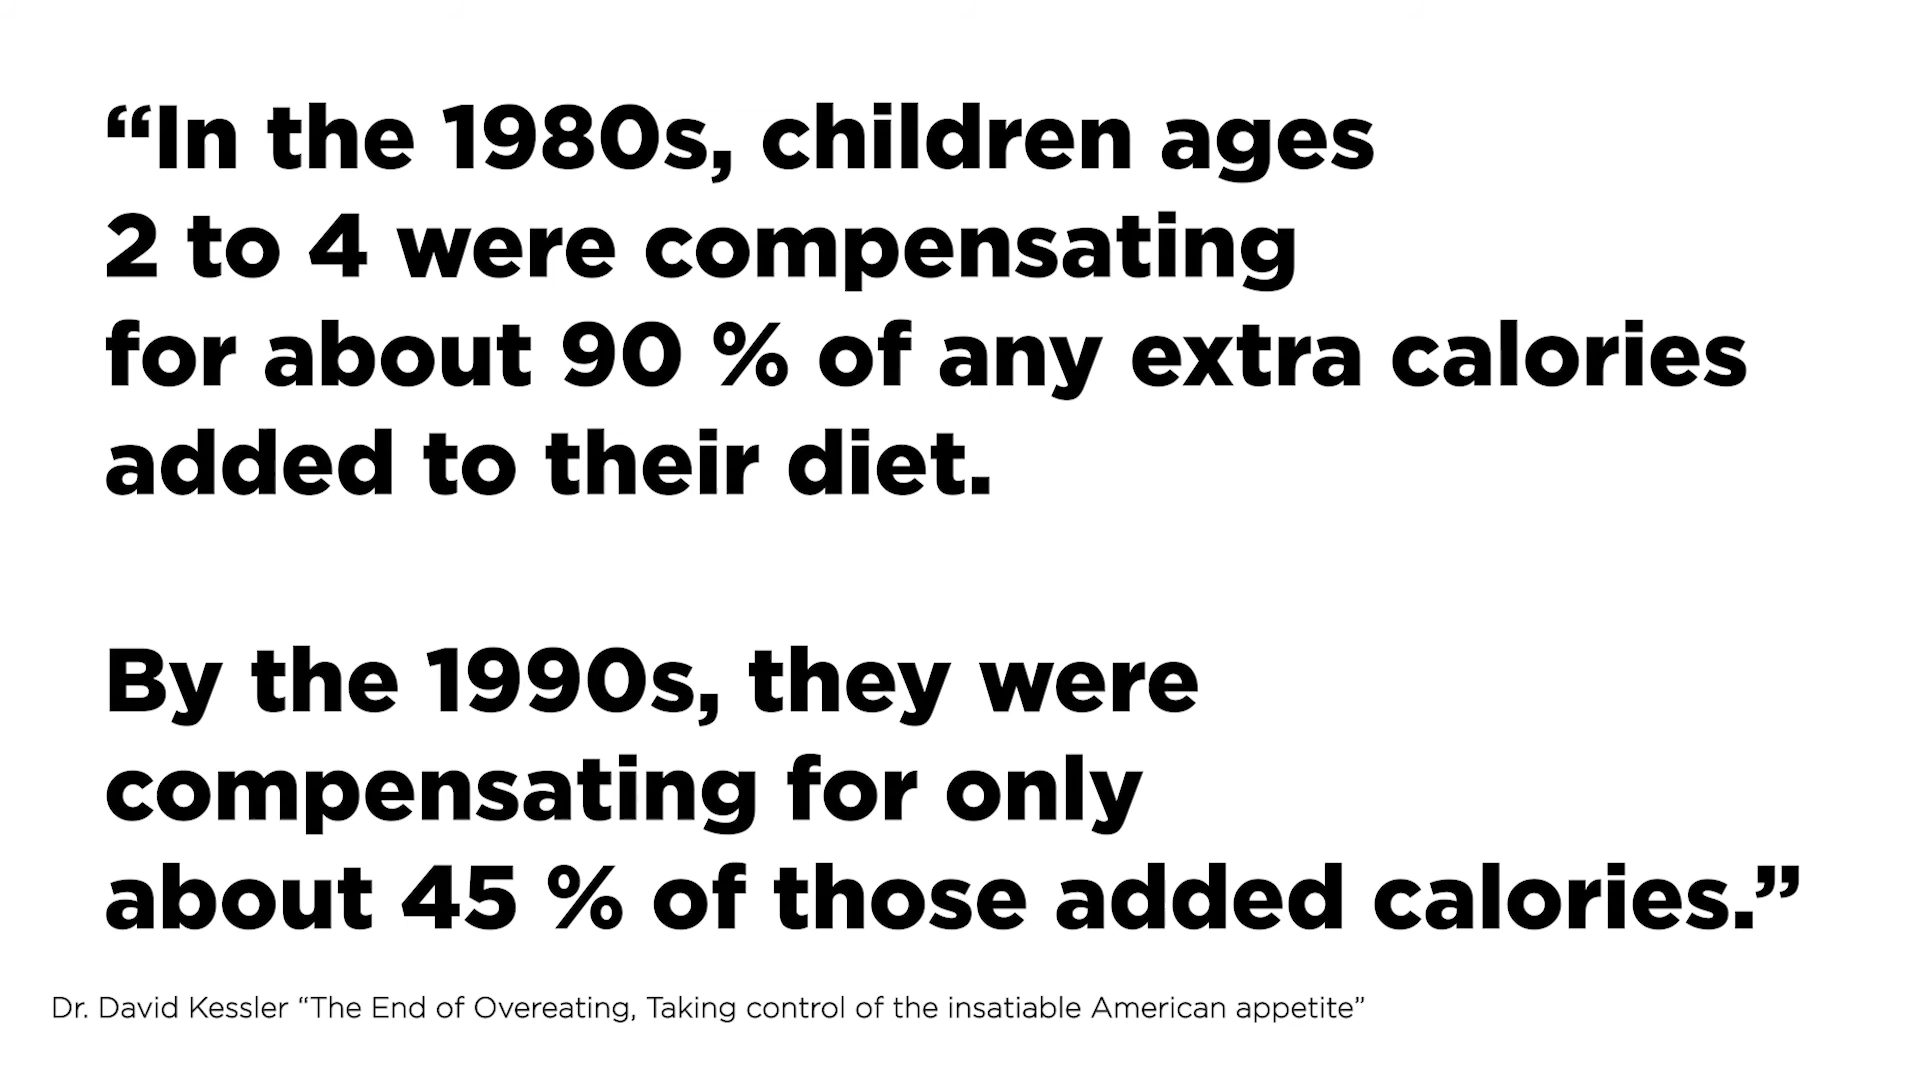 “In the 1980s, children ages
2 to 4 were compensating
for about 90 % of any extra calories
added to their diet.
By the 1990s, they were
compensating for only
about 45 % of those added calories.”
Dr. David Kessler “The End of Overeating, Taking control of the insatiable American appetite”